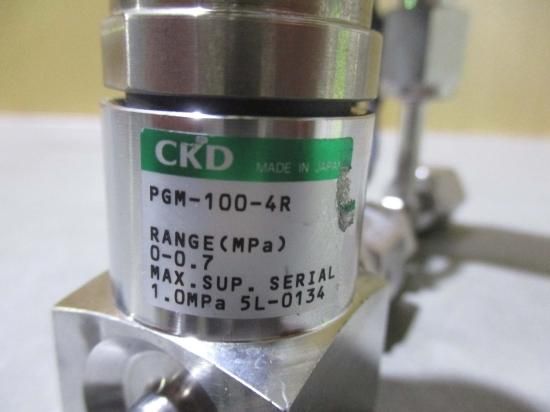 CKD MADE IN JAPAN
PGM-100-4R
RANGE(MPa)
0-0.7
MAX.SUP. SERIAL
1.0MPa 5L-0134